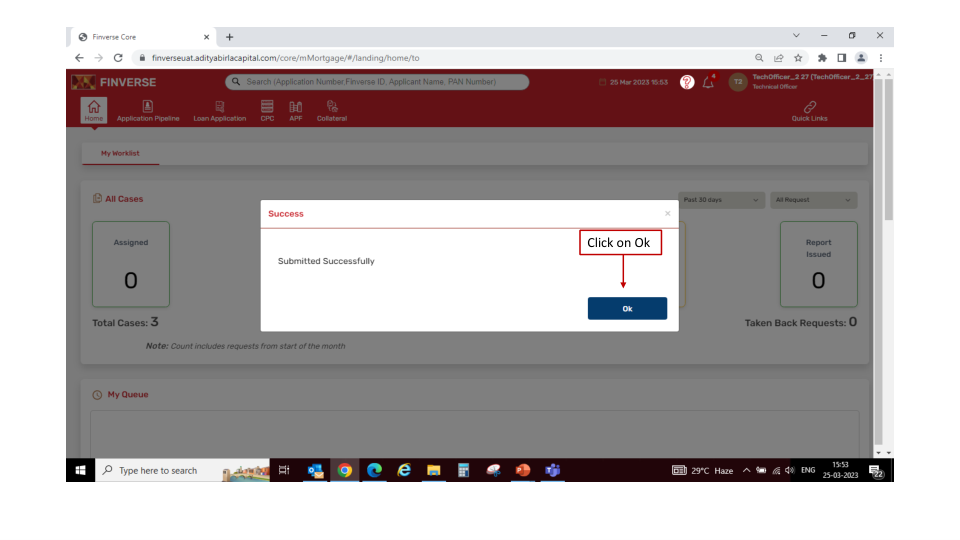 Finverse Core
finverseuat.adityabirlacapital.com/core/mMortgage/#/landing/home/to
FINVERSE
Search (Application Number,Finverse ID, Applicant Name, PAN Number)
25 Mar 2023 15:53
4
T2
TechOfficer_2 27 (TechOfficer_2_27
Technical Officer
Home
Application Pipeline
Loan Application
CPC
APF
Collateral
Quick Links
My Worklist
All Cases
Past 30 days
All Request
Success
×
Assigned
0
Submitted Successfully
Click on Ok
Ok
Report
Issued
0
Total Cases: 3
Taken Back Requests: 0
Note: Count includes requests from start of the month
My Queue
Type here to search
29°C Haze
ENG
15:53
25-03-2023
22